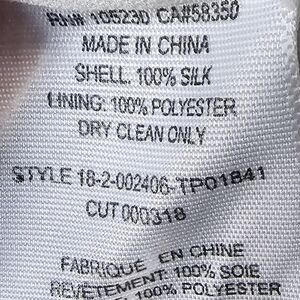 RN# 105230 CA#58350
MADE IN CHINA
SHELL: 100% SILK
LINING: 100% POLYESTER
DRY CLEAN ONLY
STYLE 18-2-002406-TP01841
CUT 000318
FABRIQUÉ EN CHINE
REVETEMENT: 100% SOIE
100% POLYESTER